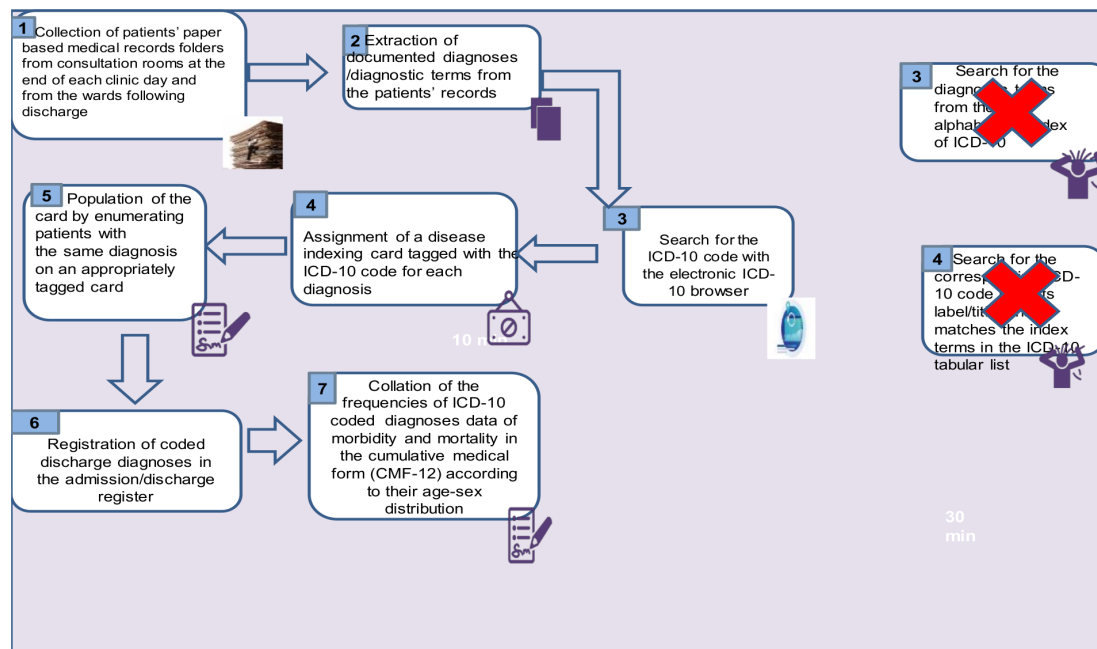 1
Collection of patients' paper
based medical records folders
from consultation rooms at the
end of each clinic day and
from the wards following
discharge
2
Extraction of
documented diagnoses
/diagnostic terms from
the patients' records
3
Search for the
from the
of ICD-10
5
Population of the
card by enumerating
patients with
the same diagnosis
on an appropriately
tagged card
4
Assignment of a disease
indexing card tagged with the
ICD-10 code for each
diagnosis
3
Search for the
ICD-10 code with
the electronic ICD-
10 browser
4
Search for the
10 code
matches the index
terms in the ICD-10
tabular list
10 min
6
Registration of coded
discharge diagnoses in
the admission/discharge
register
7
Collation of the
frequencies of ICD-10
coded diagnoses data of
morbidity and mortality in
the cumulative medical
form (CMF-12) according
to their age-sex
distribution
30
min